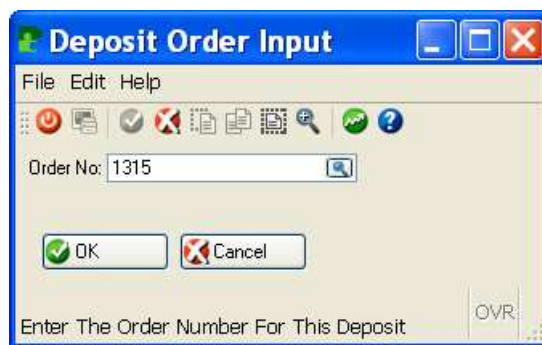 Deposit Order Input
File Edit Help
Order No: 1315
OK Cancel
OVR
Enter The Order Number For This Deposit